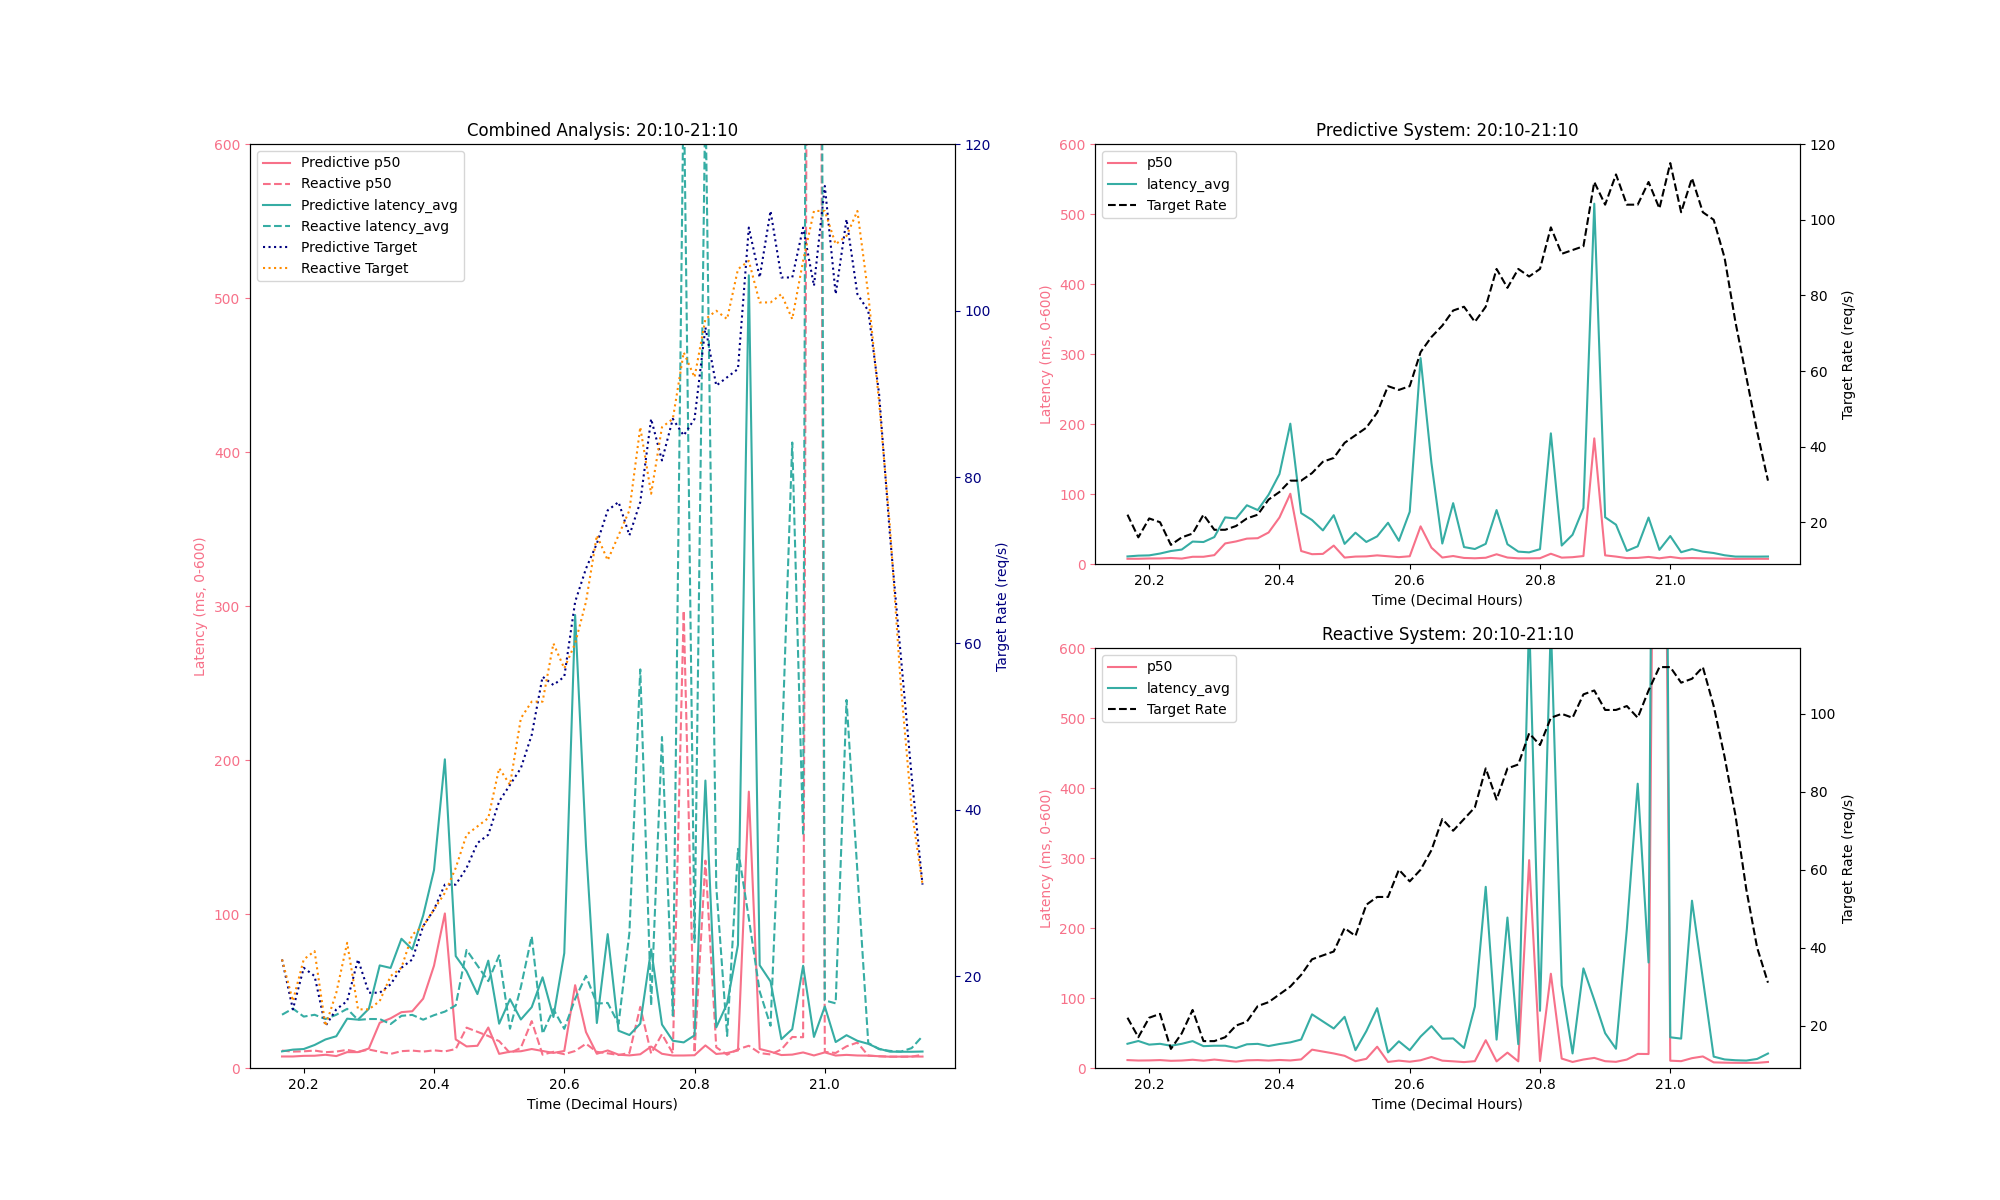 Combined Analysis: 20:10-21:10
Predictive p50
Reactive p50
Predictive latency_avg
Reactive latency_avg
Predictive Target
Reactive Target
600
500
400
300
200
100
0
Latency (ms, 0-600)
120
100
80
60
40
20
Target Rate (req/s)
20.2 20.4 20.6 20.8 21.0
Time (Decimal Hours)
Predictive System: 20:10-21:10
p50
latency_avg
Target Rate
600
500
400
300
200
100
0
Latency (ms, 0-600)
120
100
80
60
40
20
Target Rate (req/s)
20.2 20.4 20.6 20.8 21.0
Time (Decimal Hours)
Reactive System: 20:10-21:10
p50
latency_avg
Target Rate
600
500
400
300
200
100
0
Latency (ms, 0-600)
100
80
60
40
20
Target Rate (req/s)
20.2 20.4 20.6 20.8 21.0
Time (Decimal Hours)